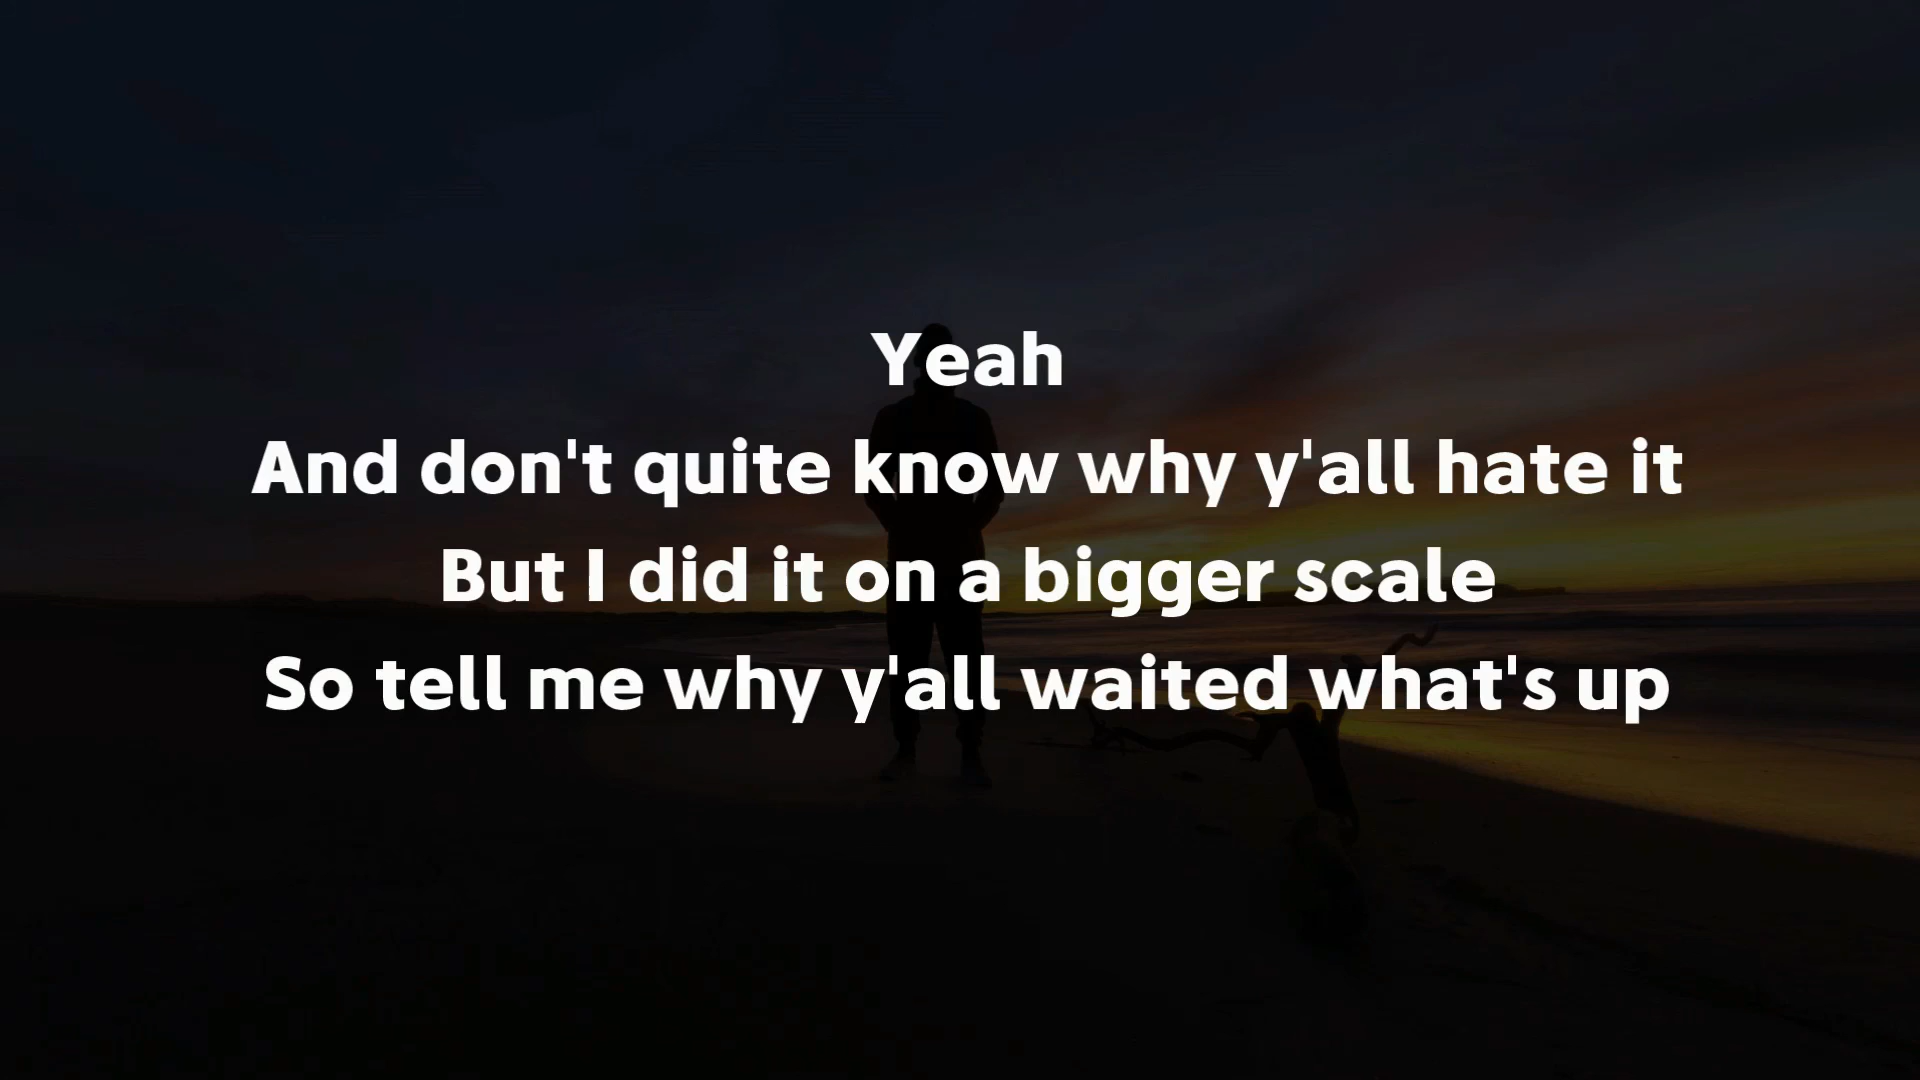 Yeah
And don't quite know why y'all hate it
But I did it on a bigger scale
So tell me why y'all waited what's up